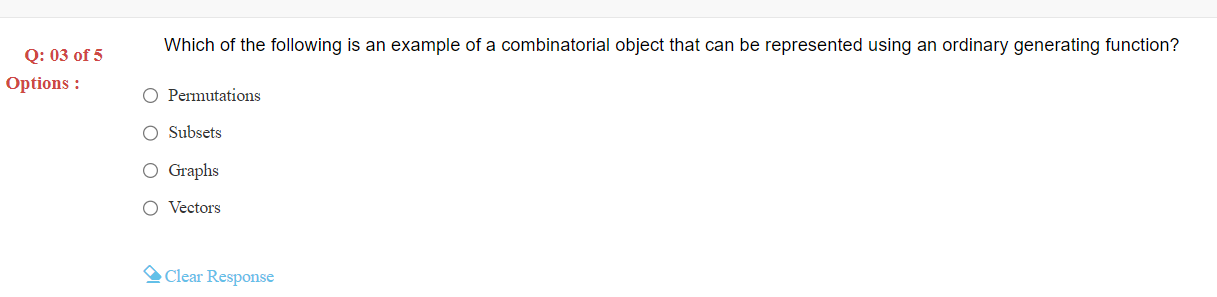 Which of the following is an example of a combinatorial object that can be represented using an ordinary generating function?
Q: 03 of 5
Options :
Permutations
Subsets
Graphs
Vectors
Clear Response